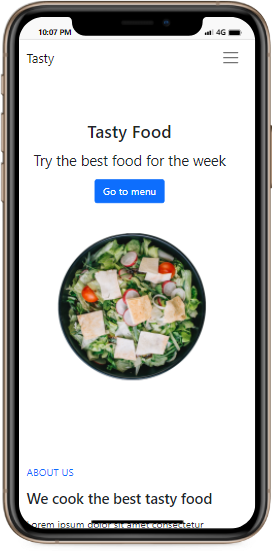 10:07 PM
4G
Tasty
Tasty Food
Try the best food for the week
Go to menu
ABOUT US
We cook the best tasty food
Lorem ipsum dolor sit amet consectetur